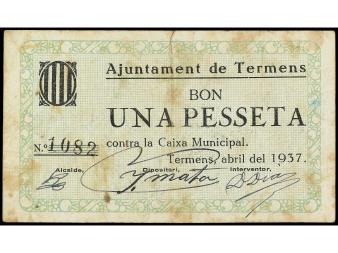 Ajuntament de Termens
BON
UNA PESSETA
N.º 1082
contra la Caixa Municipal.
Termens, abril del 1937.
Alcalde, Dipositari, Interventor,